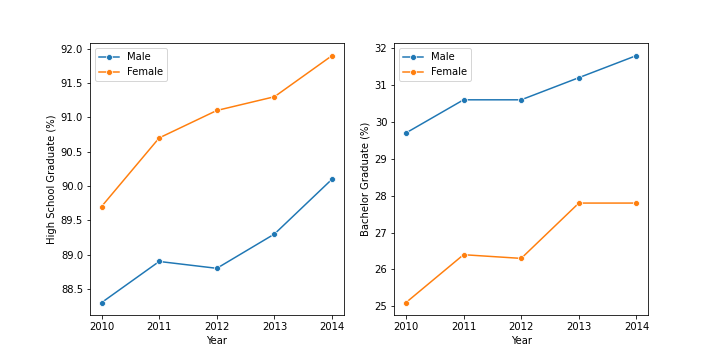 Male
Female
92.0
91.5
91.0
90.5
90.0
89.5
89.0
88.5
High School Graduate (%)
2010 2011 2012 2013 2014
Year
Male
Female
32
31
30
29
28
27
26
25
Bachelor Graduate (%)
2010 2011 2012 2013 2014
Year